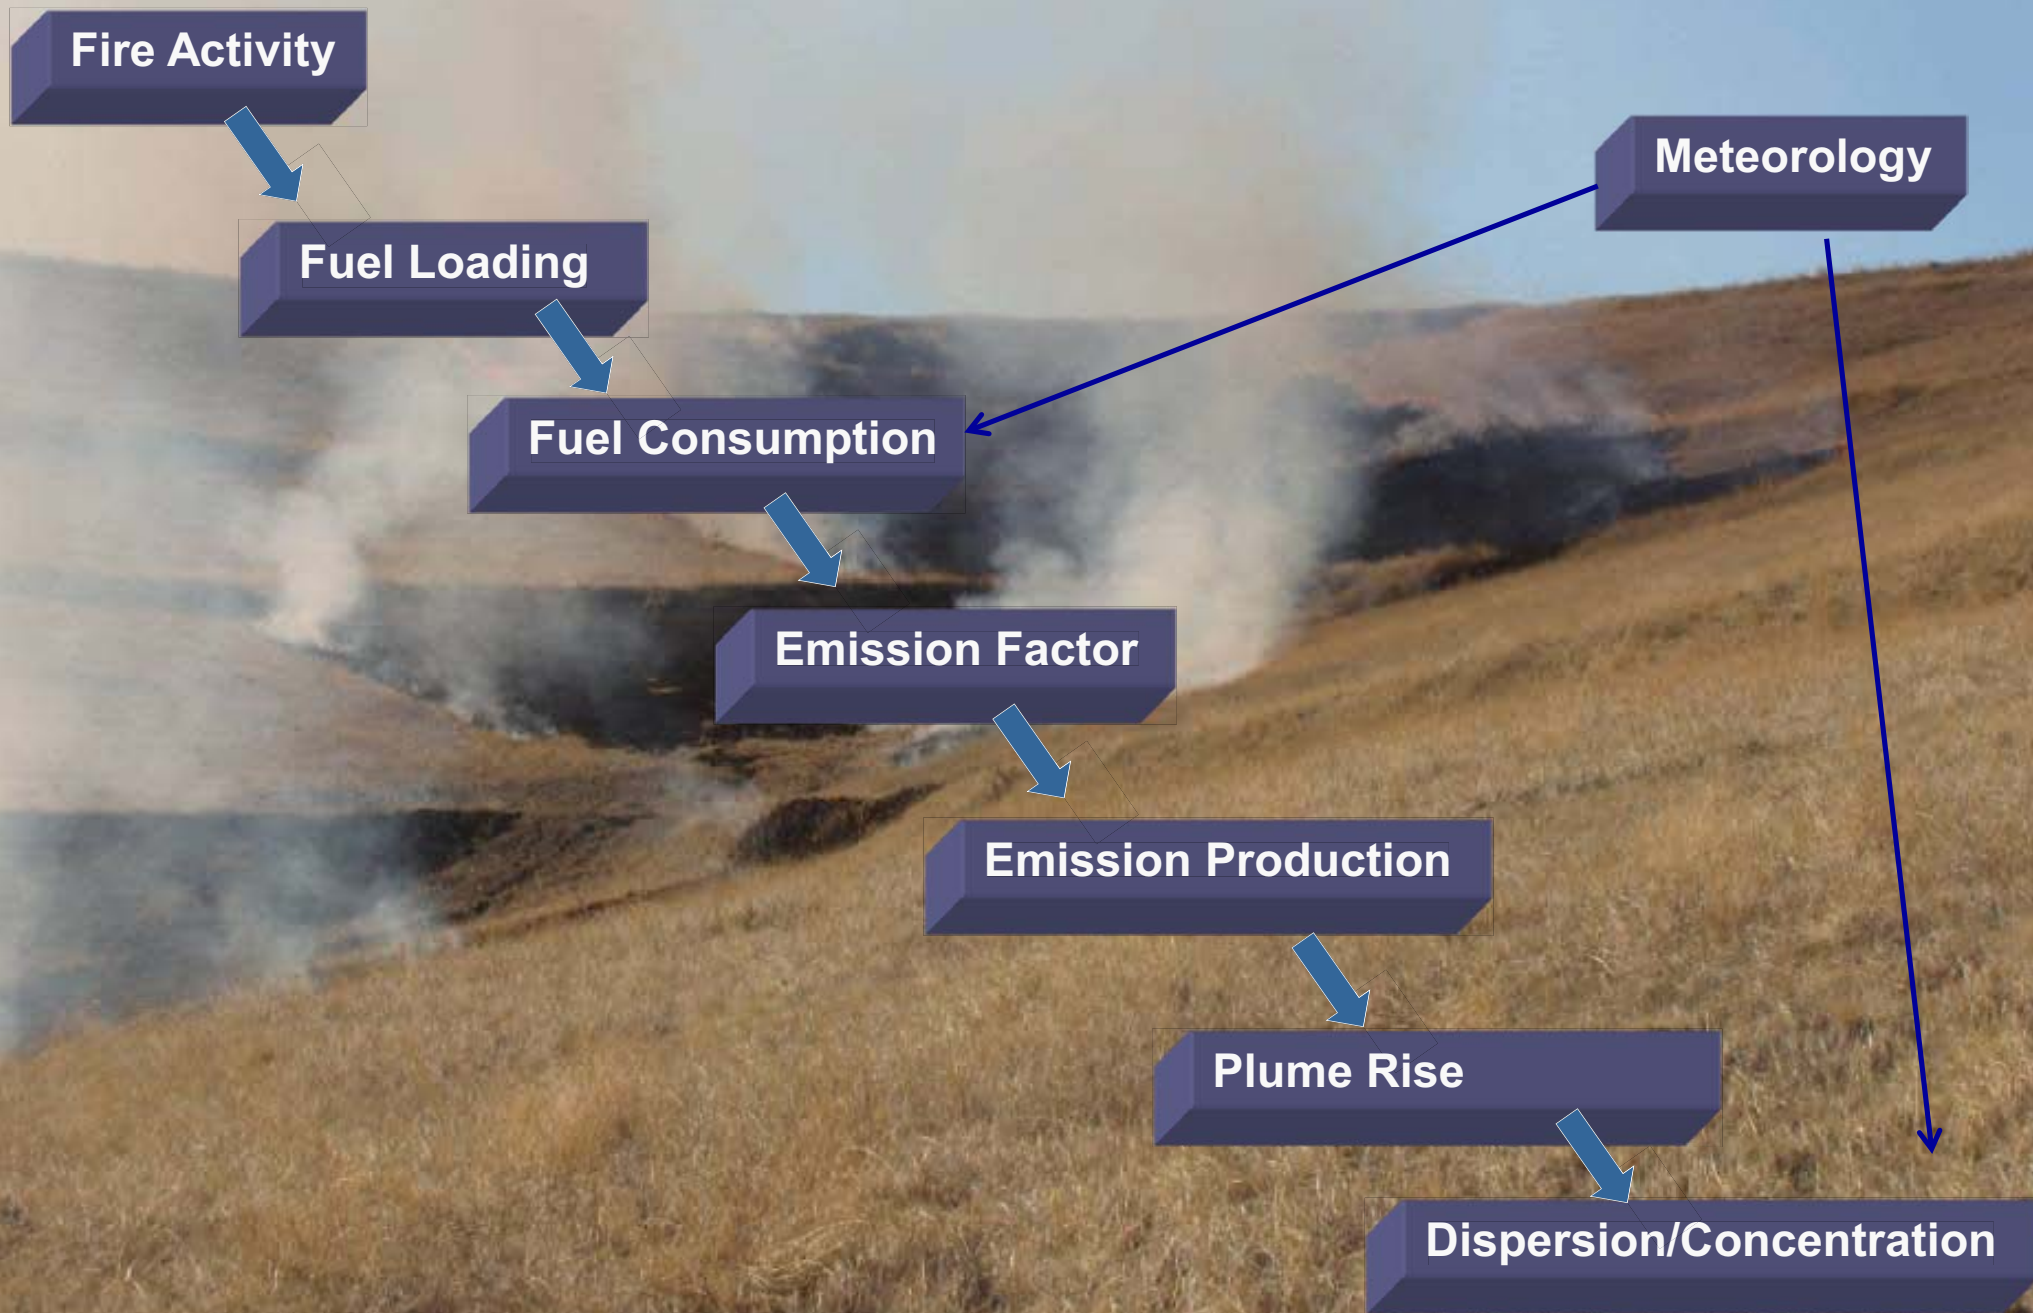 Fire Activity
Meteorology
Fuel Loading
Fuel Consumption
Emission Factor
Emission Production
Plume Rise
Dispersion/Concentration